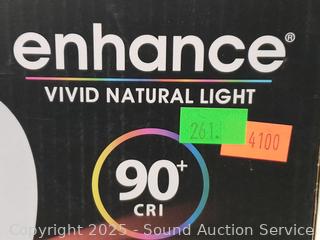 enhance®
VIVID NATURAL LIGHT
261.
4100
90+
CRI
Copyright 2025 - Sound Auction Service